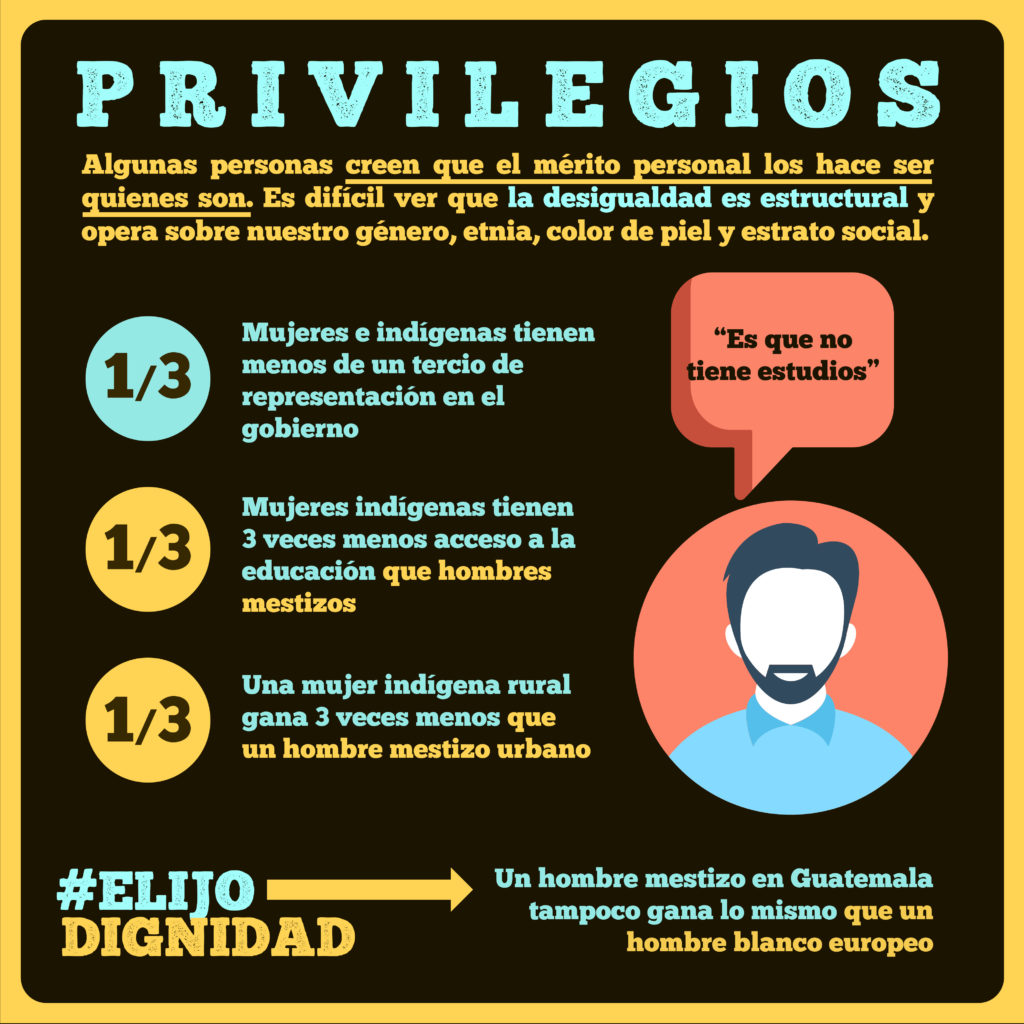 PRIVILEGIOS
Algunas personas creen que el mérito personal los hace ser
quienes son. Es difícil ver que la desigualdad es estructural y
opera sobre nuestro género, etnia, color de piel y estrato social.
1/3
Mujeres e indígenas tienen
menos de un tercio de
representación en el
gobierno
“Es que no
tiene estudios”
1/3
Mujeres indígenas tienen
3 veces menos acceso a la
educación que hombres
mestizos
1/3
Una mujer indígena rural
gana 3 veces menos que
un hombre mestizo urbano
#ELIJO
DIGNIDAD
Un hombre mestizo en Guatemala
tampoco gana lo mismo que un
hombre blanco europeo